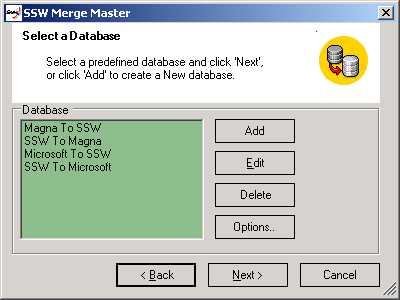 SSW Merge Master
Select a Database
Select a predefined database and click 'Next',
or click 'Add' to create a New database.
Database
Magna To SSW
SSW To Magna
Microsoft To SSW
SSW To Microsoft
Add
Edit
Delete
Options..
< Back
Next >
Cancel